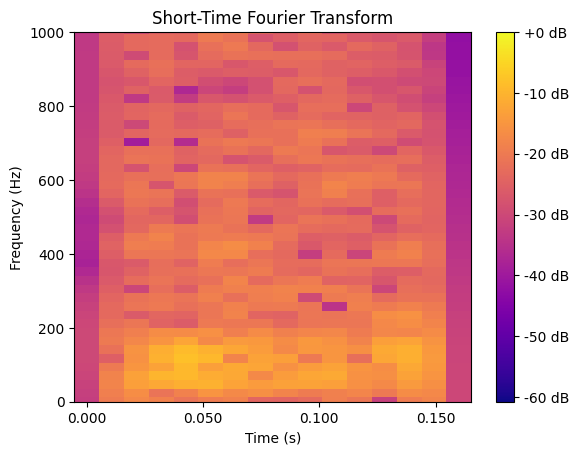 Short-Time Fourier Transform
1000
800
600
400
200
0
Frequency (Hz)
0.000
0.050
0.100
0.150
Time (s)
+0 dB
-10 dB
-20 dB
-30 dB
-40 dB
-50 dB
-60 dB